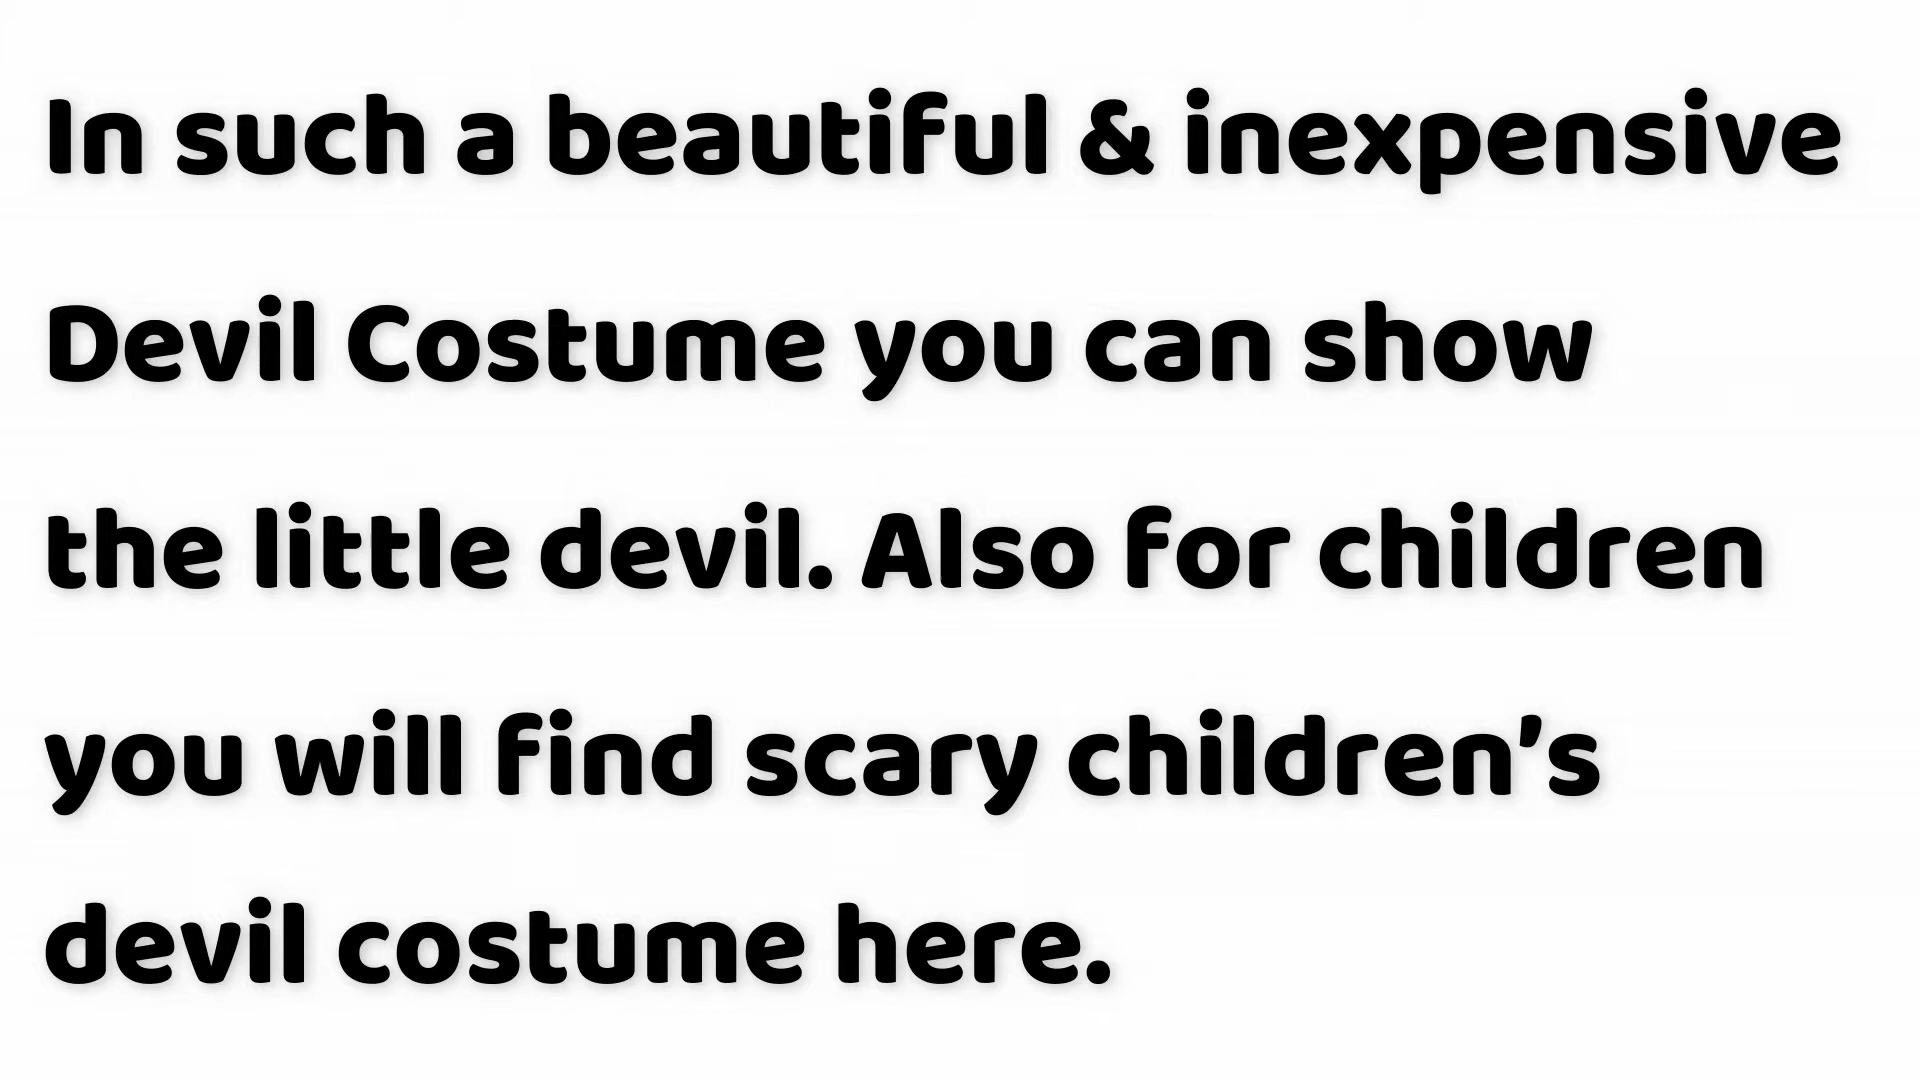 In such a beautiful & inexpensive
Devil Costume you can show
the little devil. Also for children
you will find scary children’s
devil costume here.